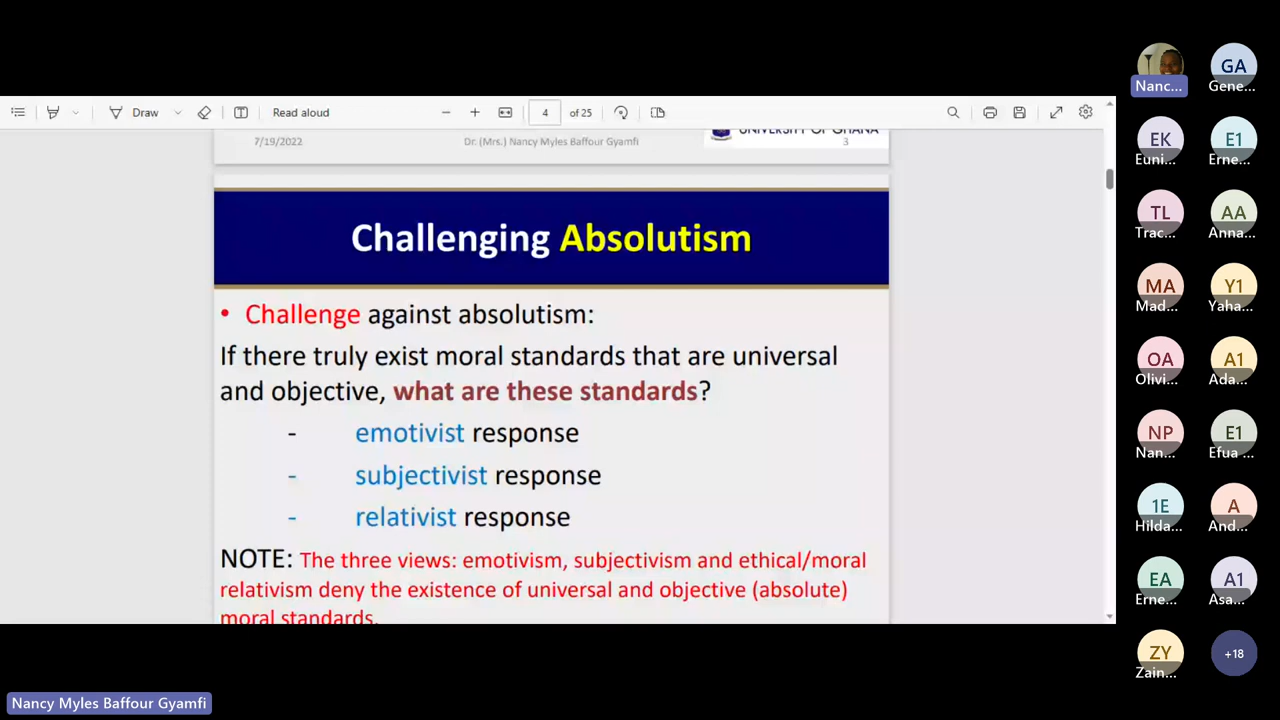 Draw
Read aloud
4
of 25
7/19/2022
Dr. (Mrs.) Nancy Myles Baffour Gyamfi
UNIVERSITY OF GHANA
3
Challenging Absolutism
• Challenge against absolutism:
If there truly exist moral standards that are universal
and objective, what are these standards?
- emotivist response
- subjectivist response
- relativist response
NOTE: The three views: emotivism, subjectivism and ethical/moral
relativism deny the existence of universal and objective (absolute)
moral standards.
Nancy Myles Baffour Gyamfi
Nanc...
GA
Gene...
EK
Euni...
E1
Erne...
TL
Trac...
AA
Anna...
MA
Mad...
Y1
Yaha...
OA
Olivi...
A1
Ada...
NP
Nan...
E1
Efua ...
1E
Hilda...
A
And...
EA
Erne...
A1
Asa...
ZY
Zain...
+18